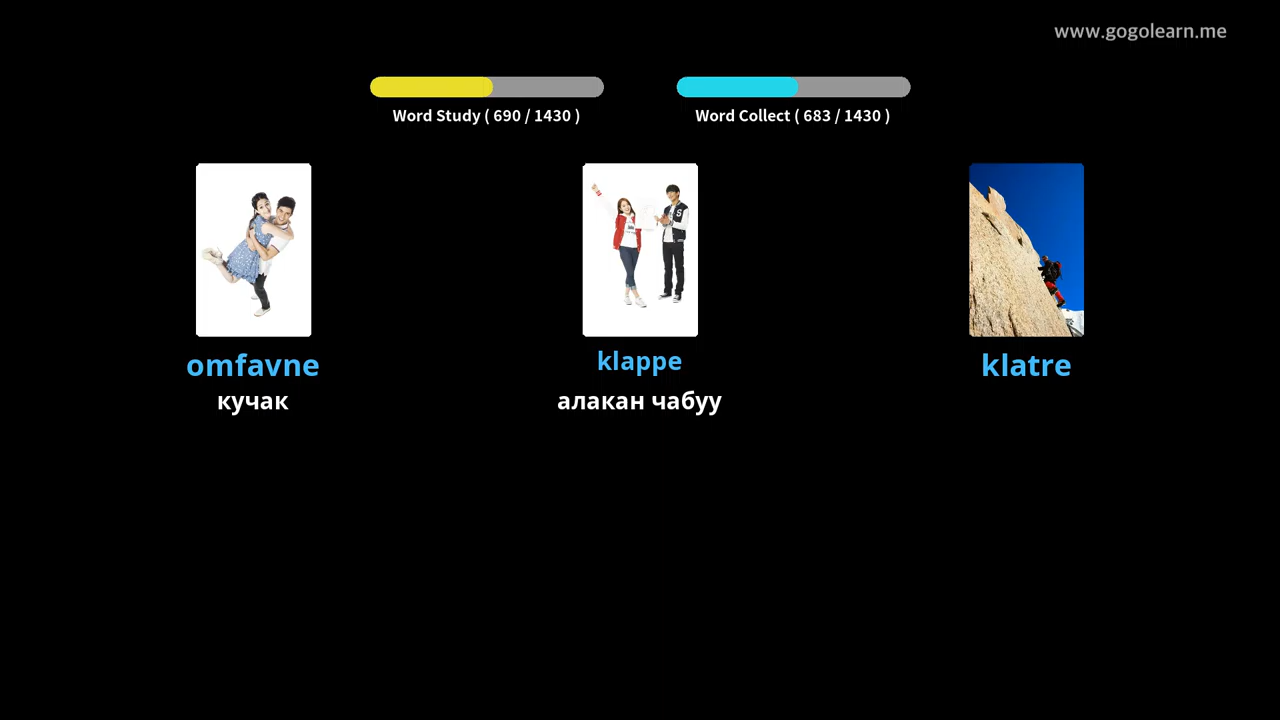 www.gogolearn.me
Word Study ( 690 / 1430 )
Word Collect ( 683 / 1430 )
omfavne
кучак
klappe
алакан чабуу
klatre